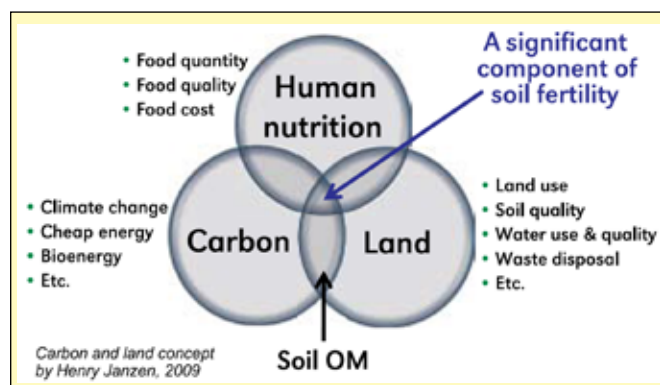 A significant
component of
soil fertility
• Food quantity
• Food quality
• Food cost
Human
nutrition
• Climate change
• Cheap energy
• Bioenergy
• Etc.
Carbon
Land
• Land use
• Soil quality
• Water use & quality
• Waste disposal
• Etc.
Soil OM
Carbon and land concept
by Henry Janzen, 2009